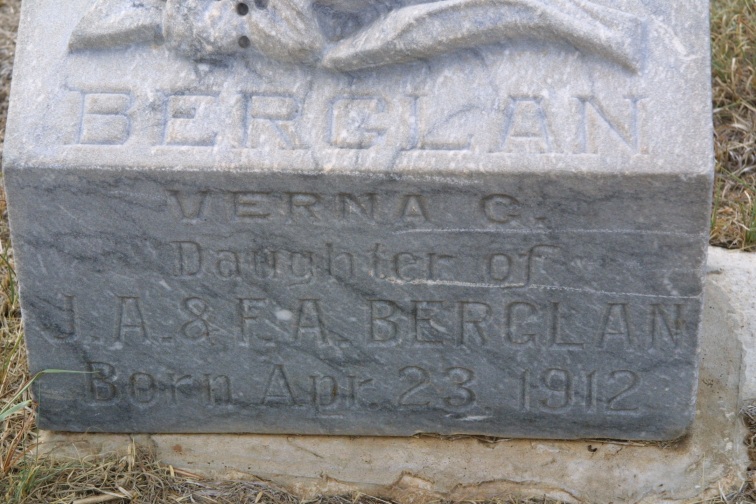 BERGLAN
VERNA C.
Daughter of
J. A. & F. A. BERGLAN
Born Apr. 23, 1912